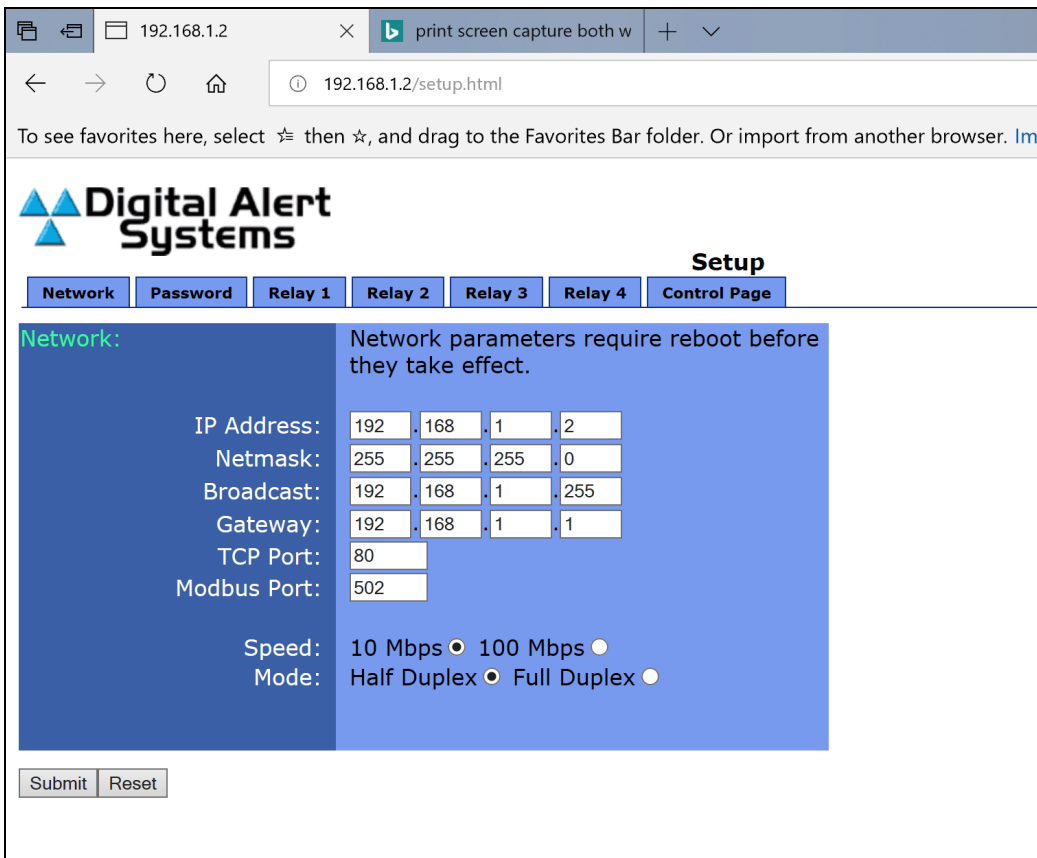 192.168.1.2
print screen capture both w
192.168.1.2/setup.html
To see favorites here, select then , and drag to the Favorites Bar folder. Or import from another browser. Im
Digital Alert
Systems
Setup
Network Password Relay 1 Relay 2 Relay 3 Relay 4 Control Page
Network: Network parameters require reboot before
they take effect.
IP Address: 192 . 168 . 1 . 2
Netmask: 255 . 255 . 255 . 0
Broadcast: 192 . 168 . 1 . 255
Gateway: 192 . 168 . 1 . 1
TCP Port: 80
Modbus Port: 502
Speed: 10 Mbps 100 Mbps
Mode: Half Duplex Full Duplex
Submit Reset